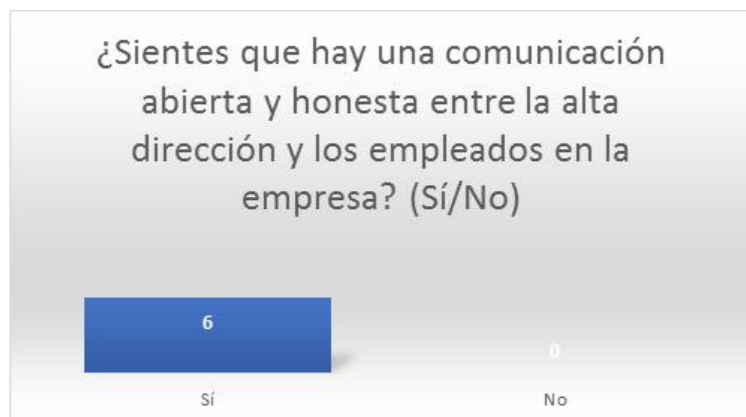 ¿Sientes que hay una comunicación
abierta y honesta entre la alta
dirección y los empleados en la
empresa? (Sí/No)
6
0
Sí
No